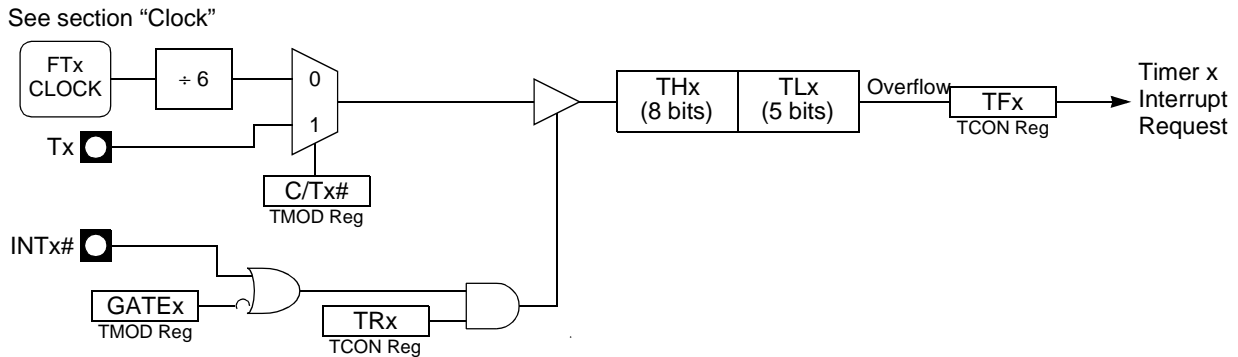 See section “Clock”
FTx
CLOCK
÷ 6
0
1
Tx
C/Tx#
TMOD Reg
THx
(8 bits)
TLx
(5 bits)
Overflow
TFx
TCON Reg
Timer x
Interrupt
Request
INTx#
GATEx
TMOD Reg
TRx
TCON Reg